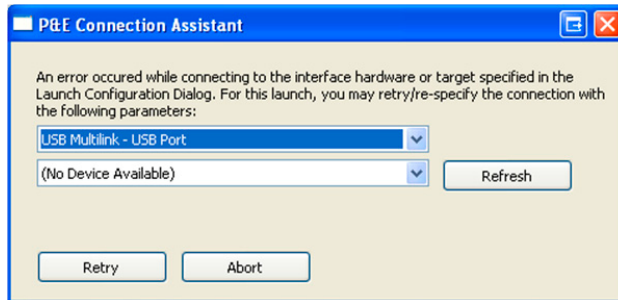 P&E Connection Assistant
An error occured while connecting to the interface hardware or target specified in the
Launch Configuration Dialog. For this launch, you may retry/re-specify the connection with
the following parameters:
USB Multilink - USB Port
(No Device Available)
Refresh
Retry
Abort